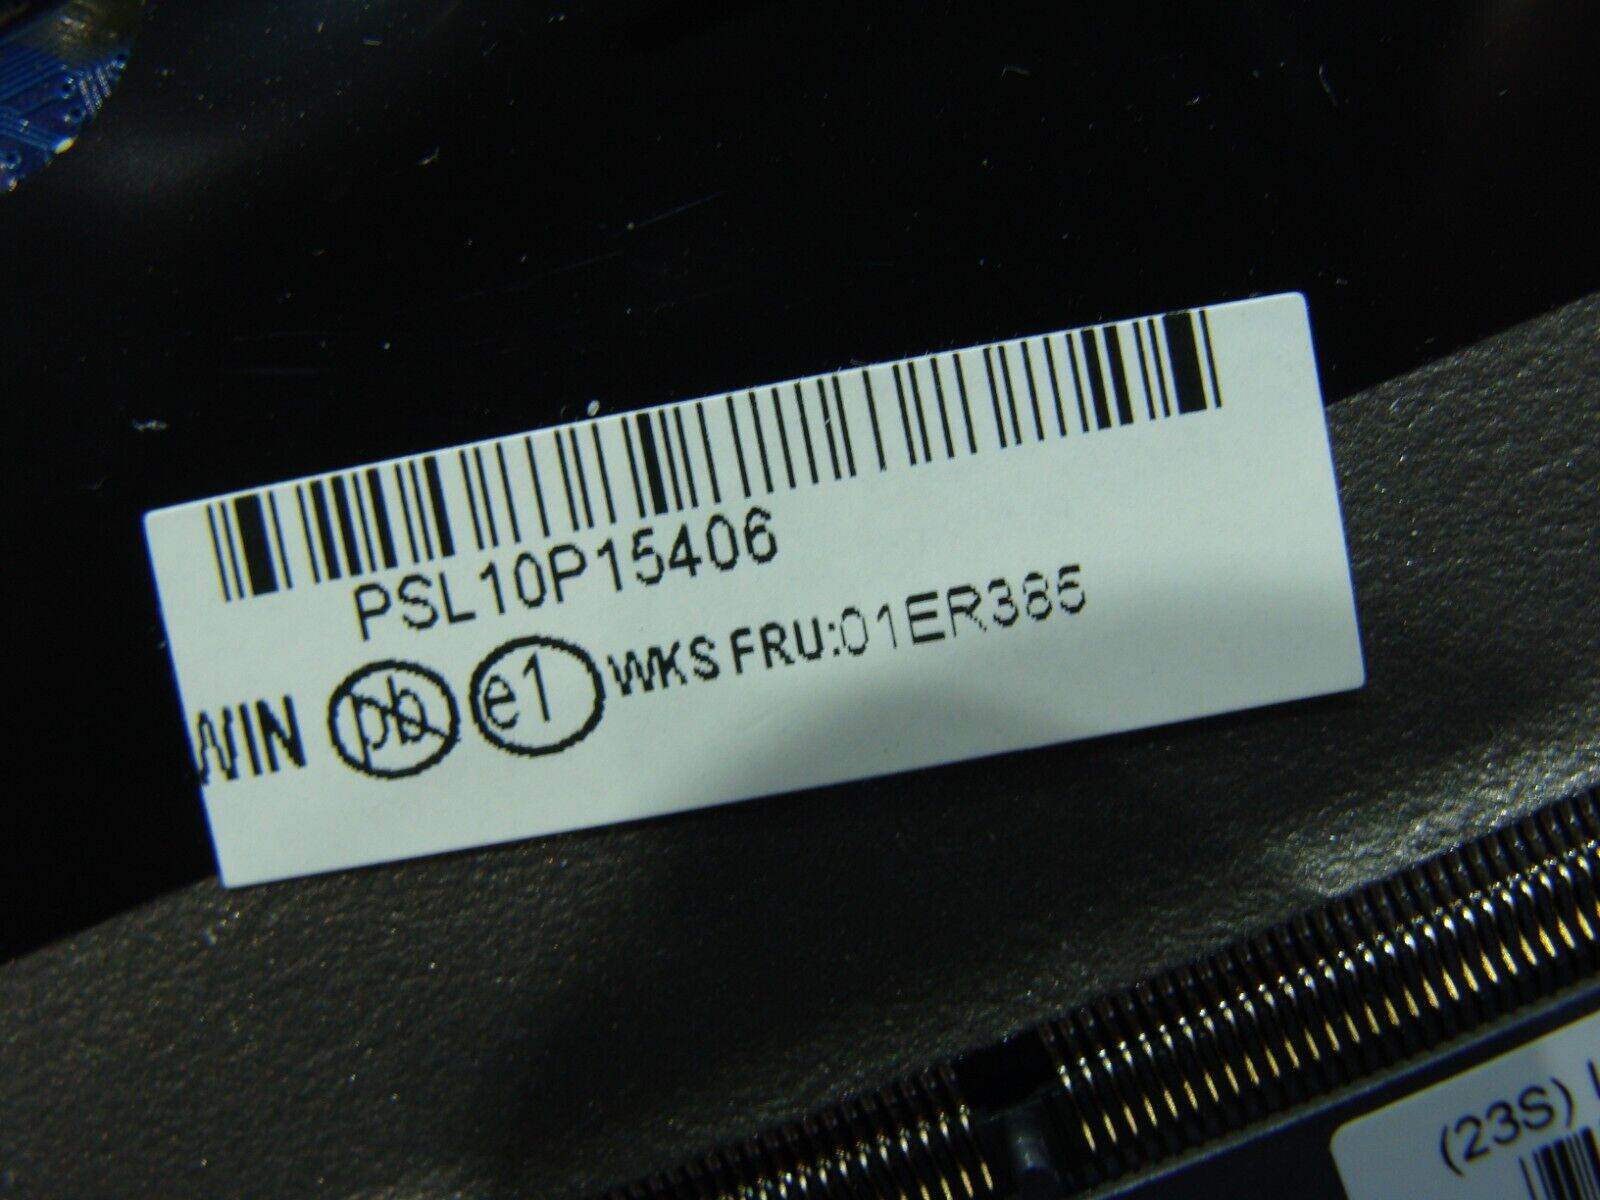 PSL10P15406
WIN pb e1 WKS FRU:01ER385
(23S)